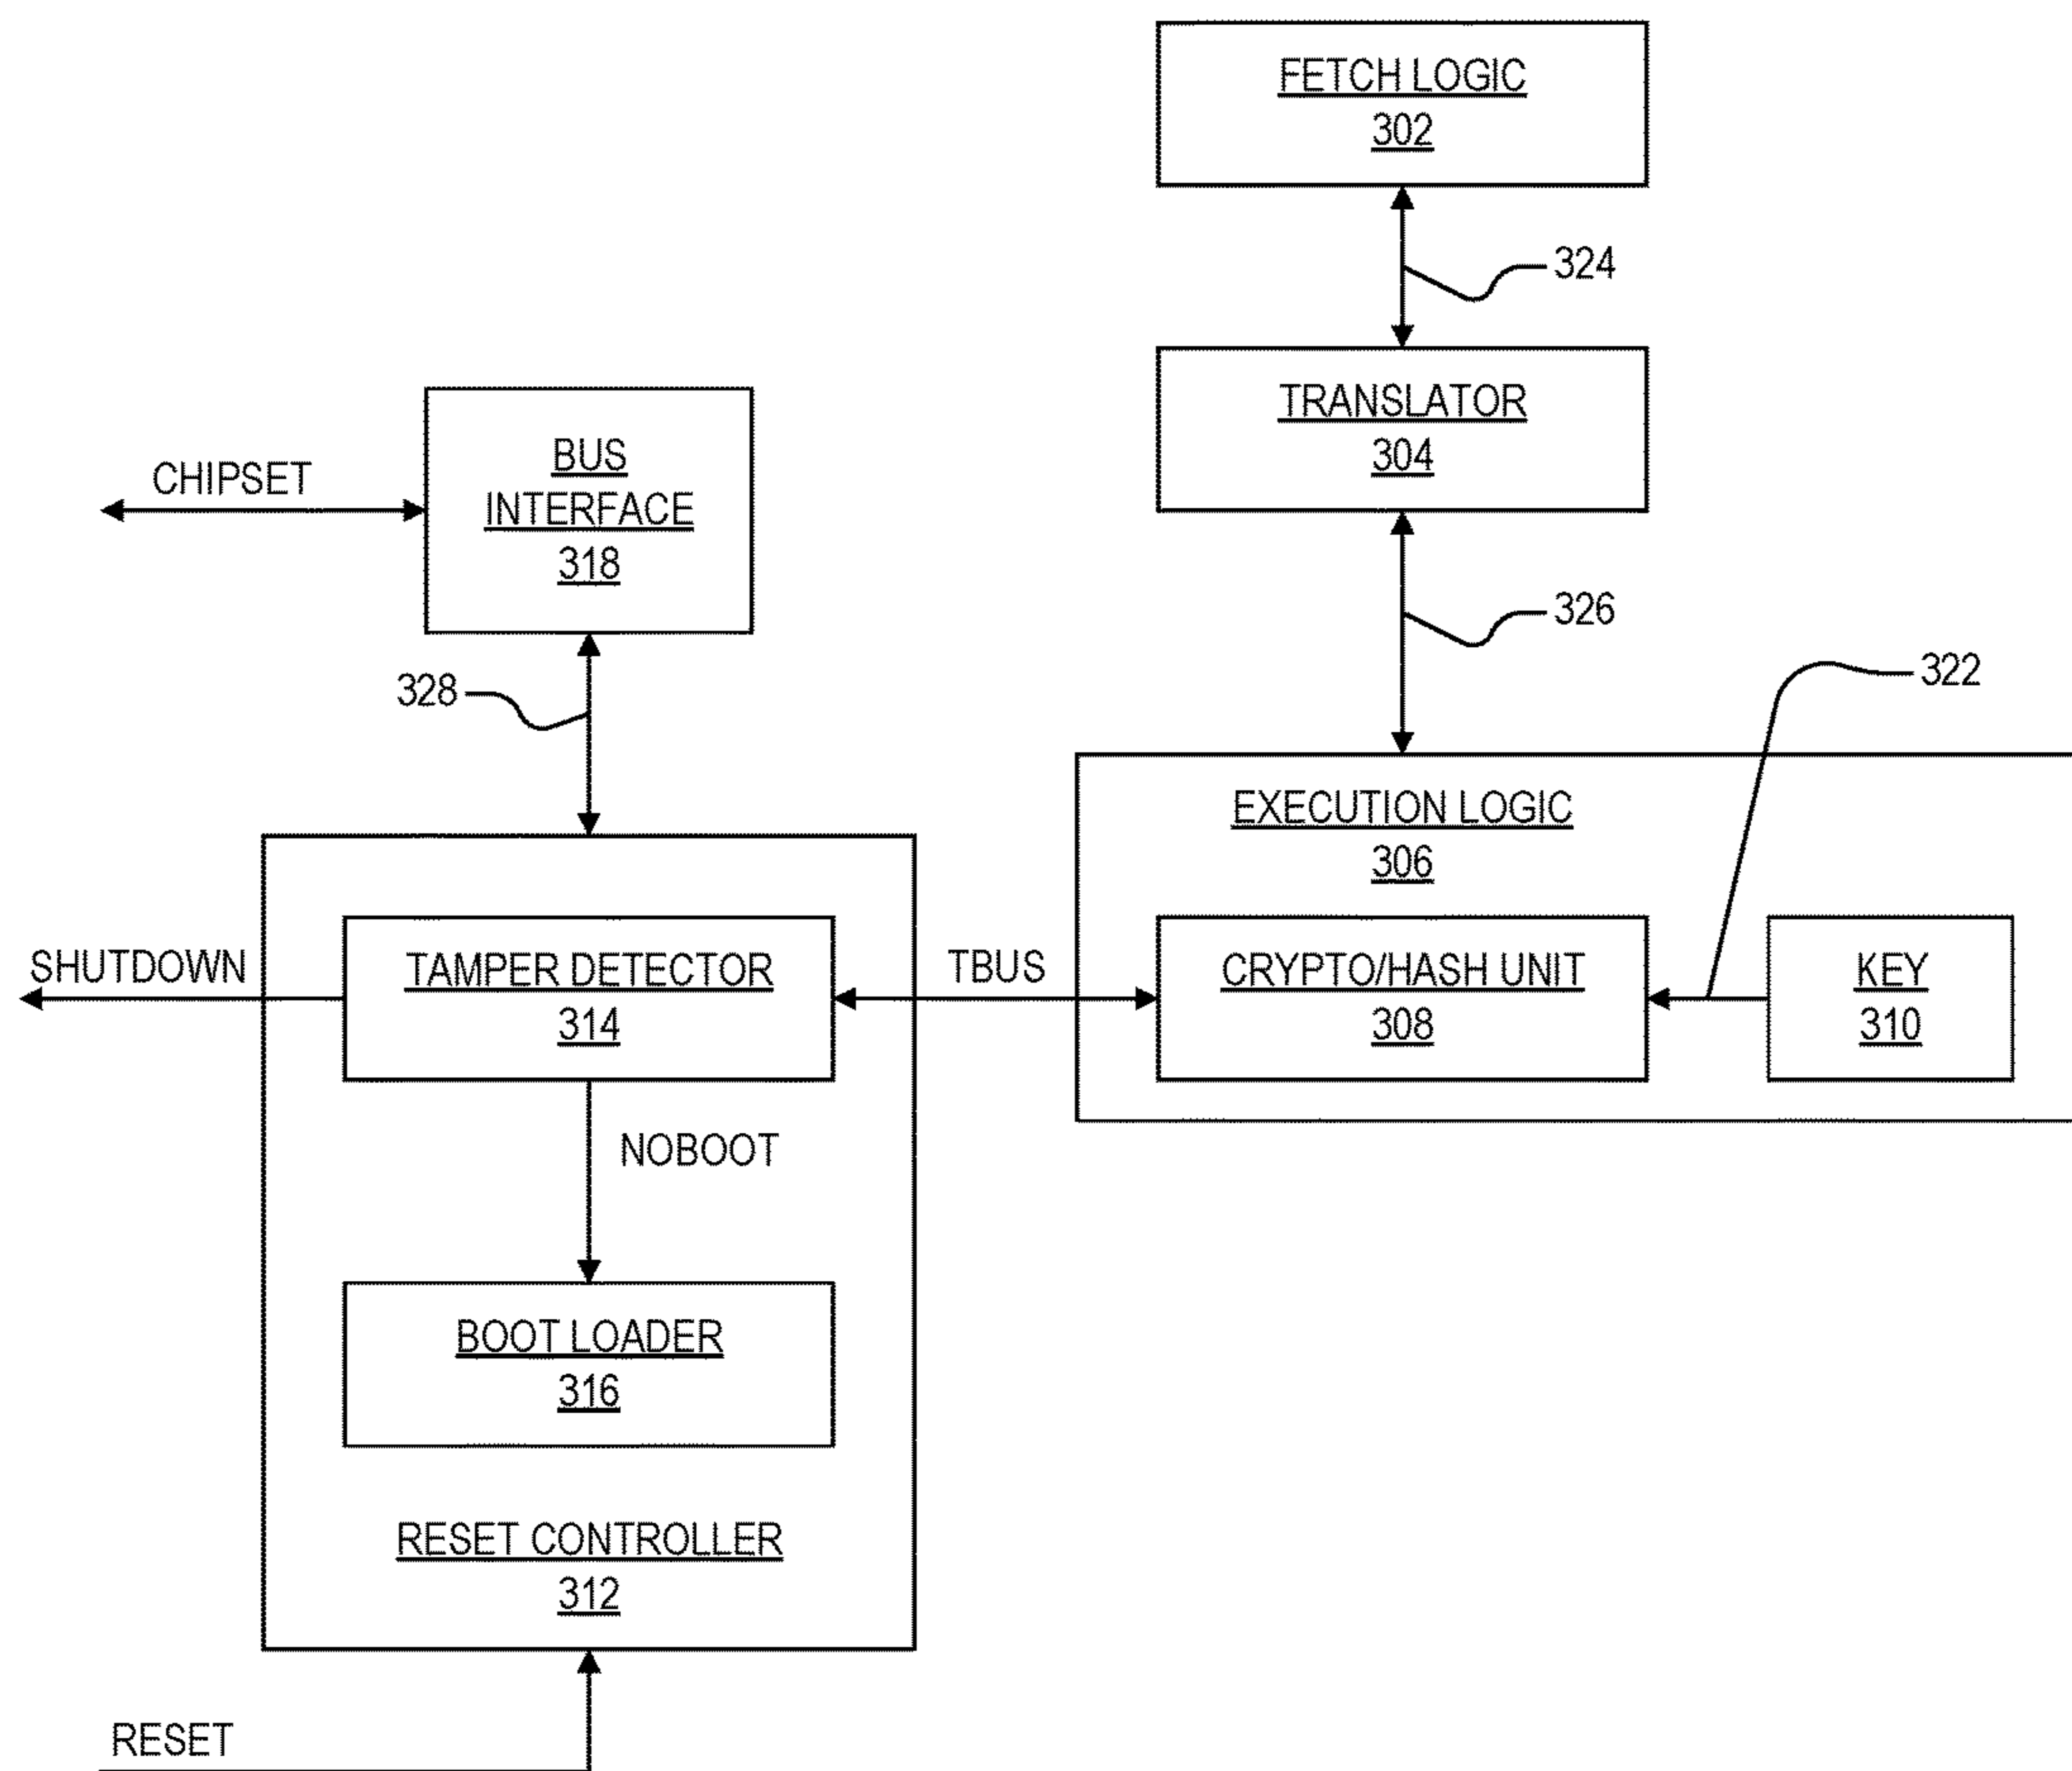 FETCH LOGIC
302
324
TRANSLATOR
304
CHIPSET
BUS
INTERFACE
318
326
328
322
EXECUTION LOGIC
306
SHUTDOWN
TAMPER DETECTOR
314
TBUS
CRYPTO/HASH UNIT
308
KEY
310
NOBOOT
BOOT LOADER
316
RESET CONTROLLER
312
RESET